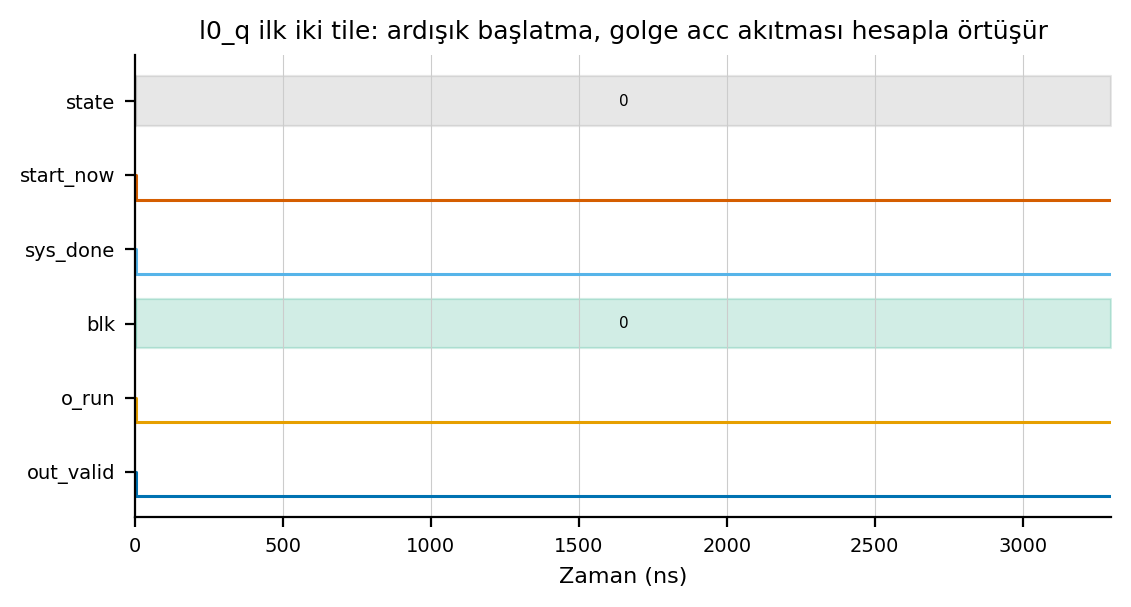 l0_q ilk iki tile: ardışık başlatma, golge acc akıtması hesapla örtüşür
state
0
start_now
sys_done
blk
0
o_run
out_valid
0 500 1000 1500 2000 2500 3000
Zaman (ns)